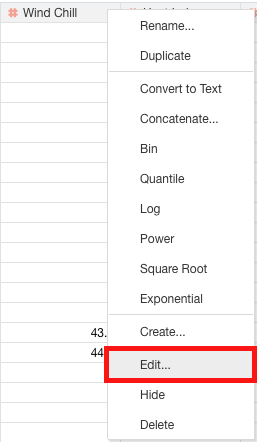 Wind Chill
Rename...
Duplicate
Convert to Text
Concatenate...
Bin
Quantile
Log
Power
Square Root
Exponential
43.
Create...
44
Edit...
Hide
Delete